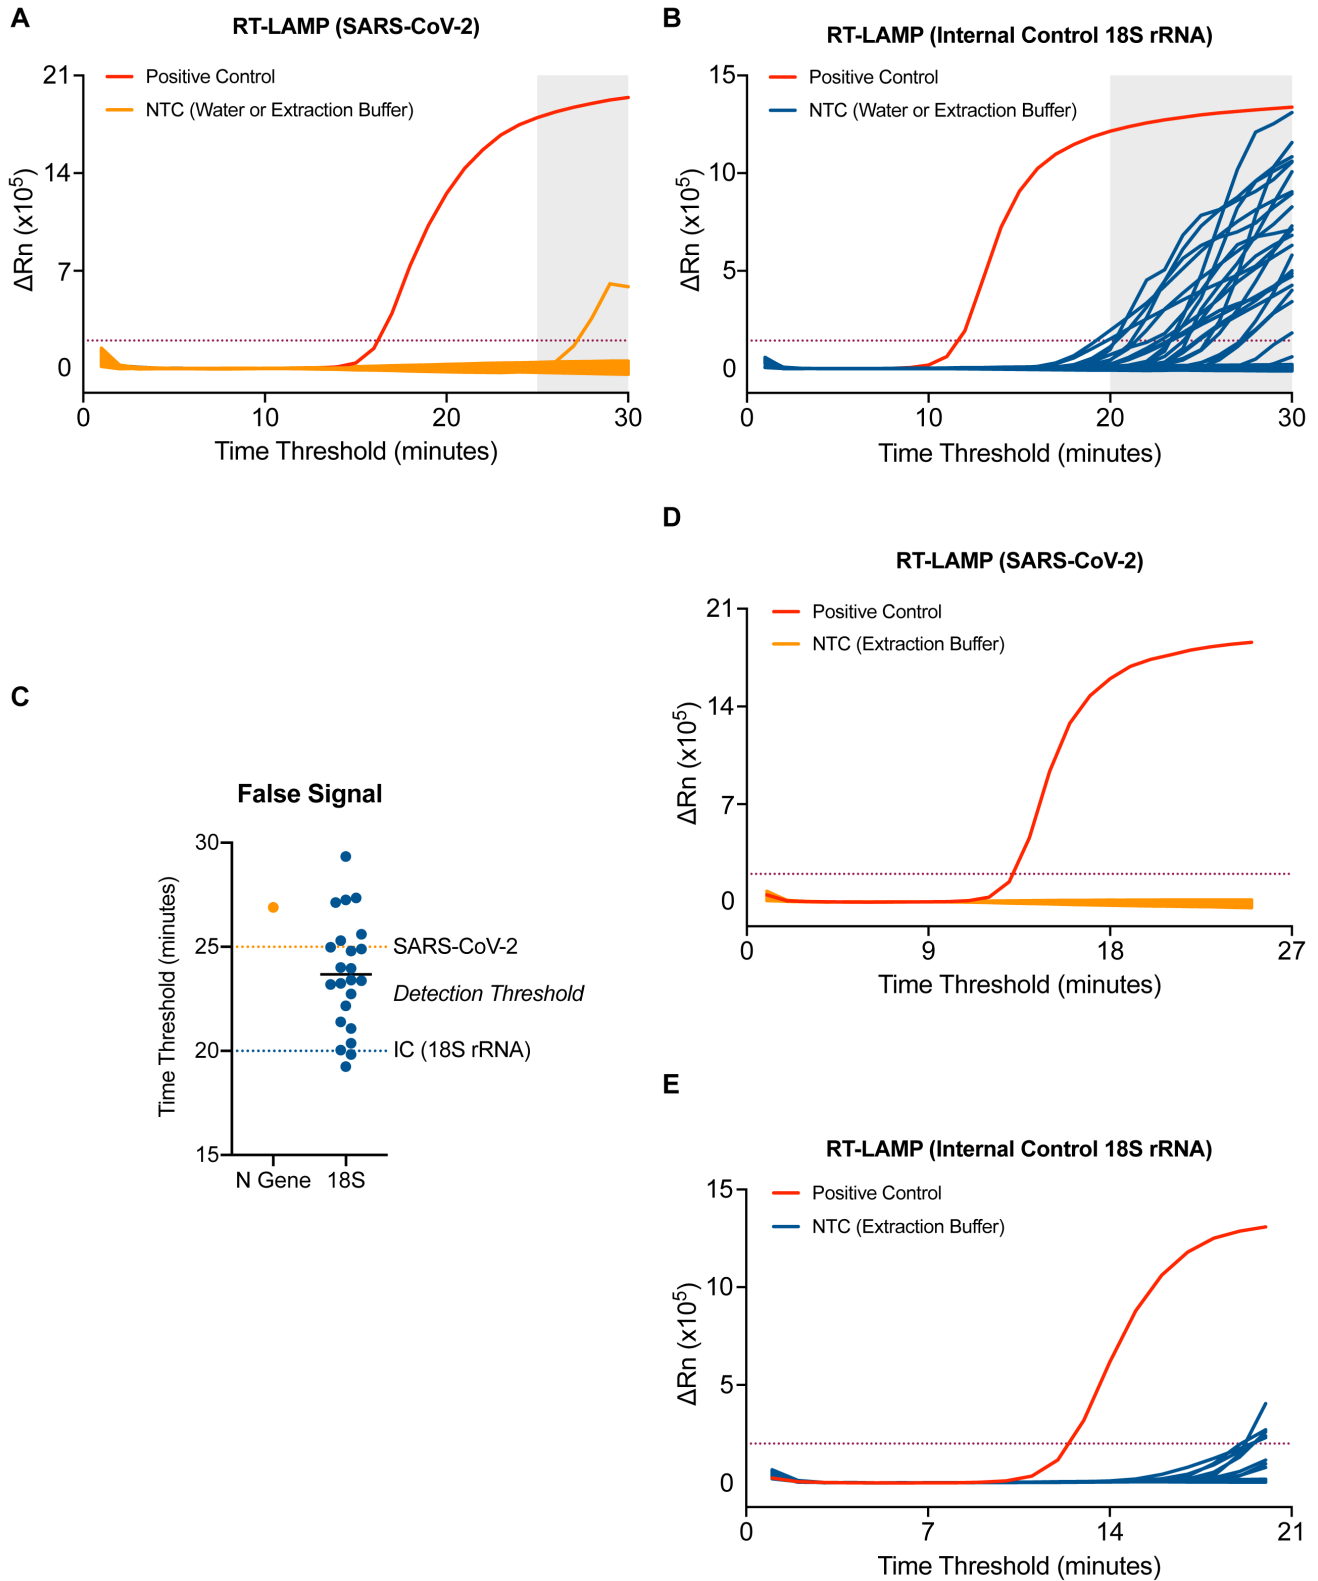 A
RT-LAMP (SARS-CoV-2)
Positive Control
NTC (Water or Extraction Buffer)
21
14
7
0
ΔRn (x10⁵)
0 10 20 30
Time Threshold (minutes)
B
RT-LAMP (Internal Control 18S rRNA)
Positive Control
NTC (Water or Extraction Buffer)
15
10
5
0
ΔRn (x10⁵)
0 10 20 30
Time Threshold (minutes)
C
False Signal
30
25
20
15
Time Threshold (minutes)
SARS-CoV-2
Detection Threshold
IC (18S rRNA)
N Gene 18S
D
RT-LAMP (SARS-CoV-2)
Positive Control
NTC (Extraction Buffer)
21
14
7
0
ΔRn (x10⁵)
0 9 18 27
Time Threshold (minutes)
E
RT-LAMP (Internal Control 18S rRNA)
Positive Control
NTC (Extraction Buffer)
15
10
5
0
ΔRn (x10⁵)
0 7 14 21
Time Threshold (minutes)